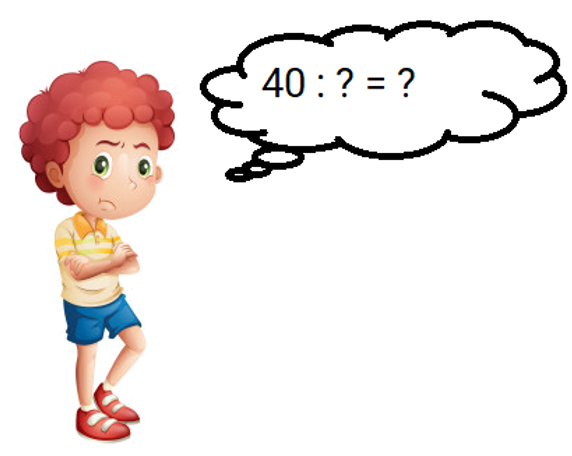 40 : ? = ?